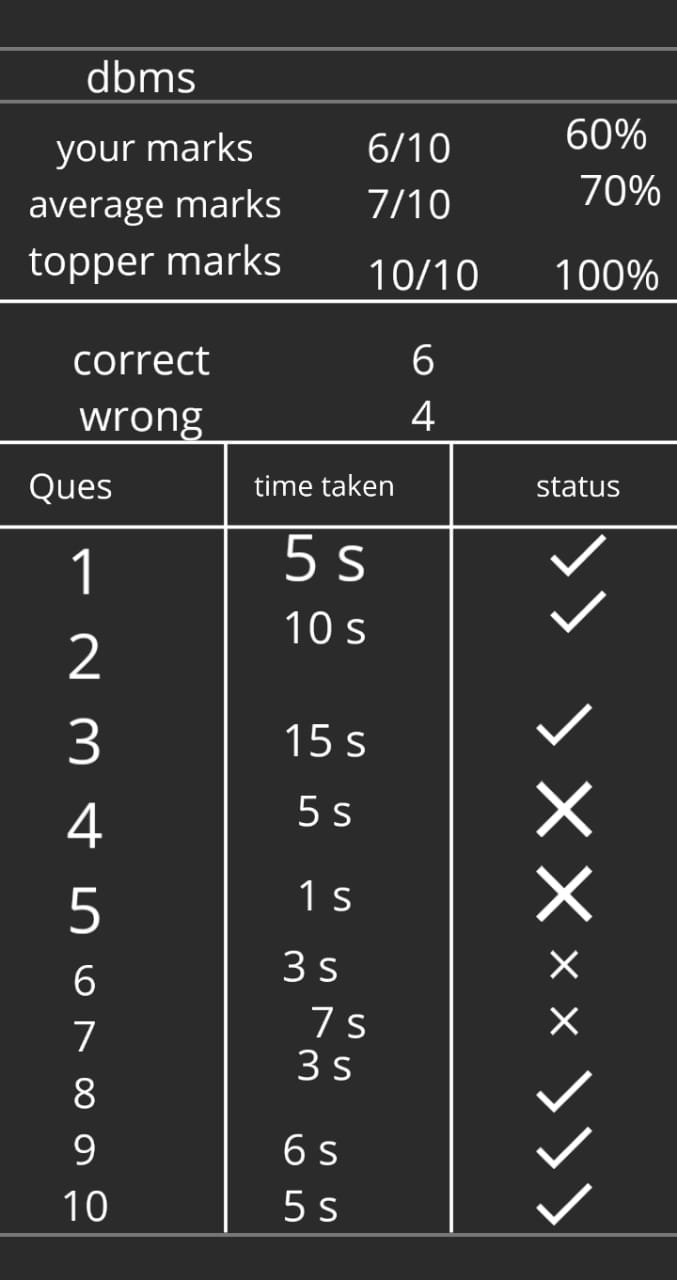 dbms
your marks 6/10 60%
average marks 7/10 70%
topper marks 10/10 100%
correct 6
wrong 4
Ques time taken status
1 5 s ✓
2 10 s ✓
3 15 s ✓
4 5 s ✕
5 1 s ✕
6 3 s ✕
7 7 s ✕
8 3 s ✓
9 6 s ✓
10 5 s ✓